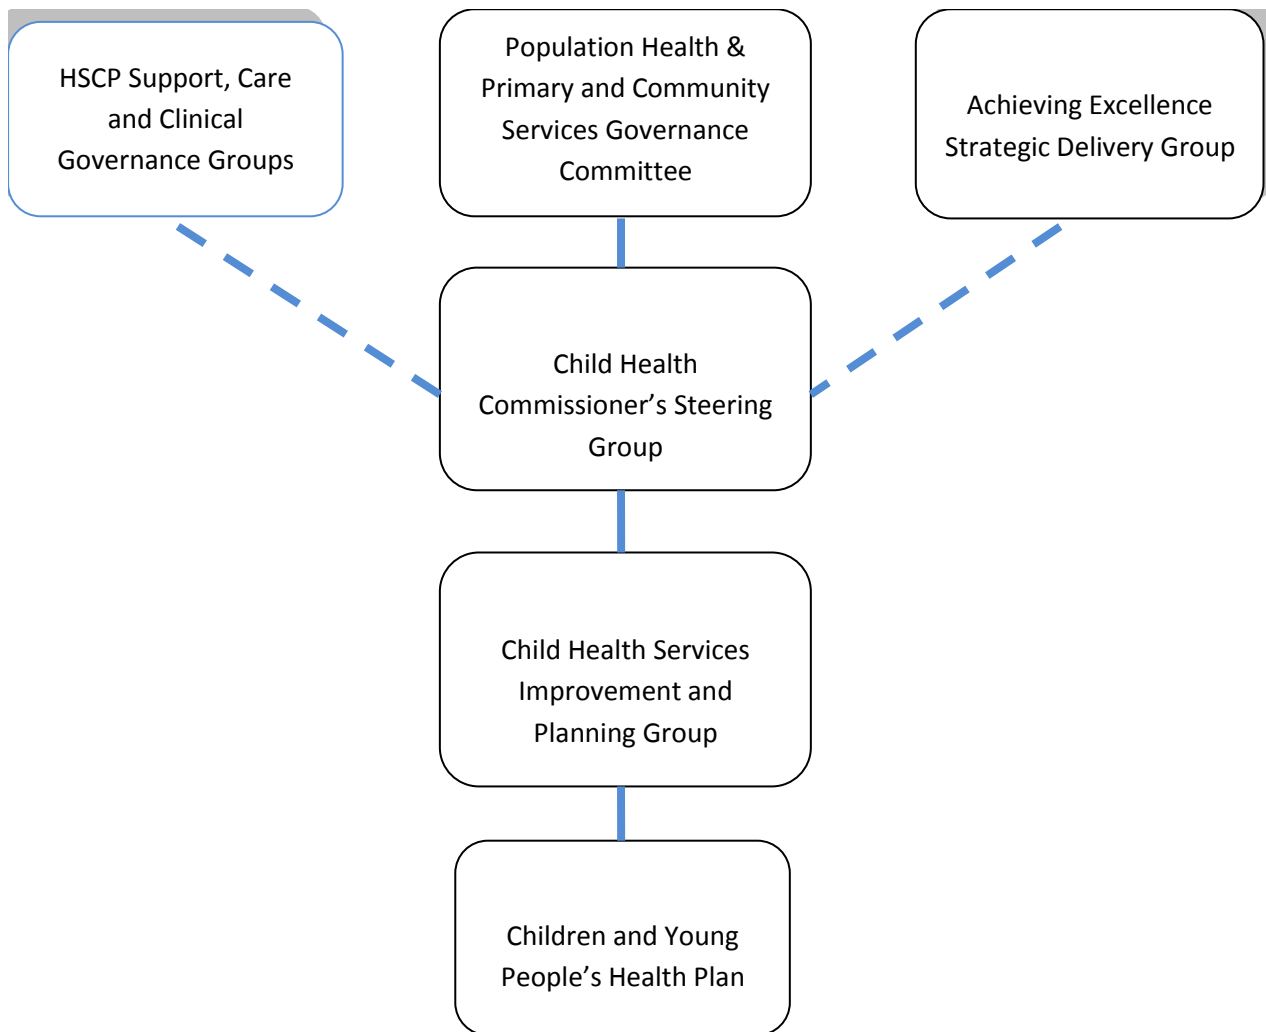 HSCP Support, Care
and Clinical
Governance Groups
Population Health &
Primary and Community
Services Governance
Committee
Achieving Excellence
Strategic Delivery Group
Child Health
Commissioner’s Steering
Group
Child Health Services
Improvement and
Planning Group
Children and Young
People’s Health Plan